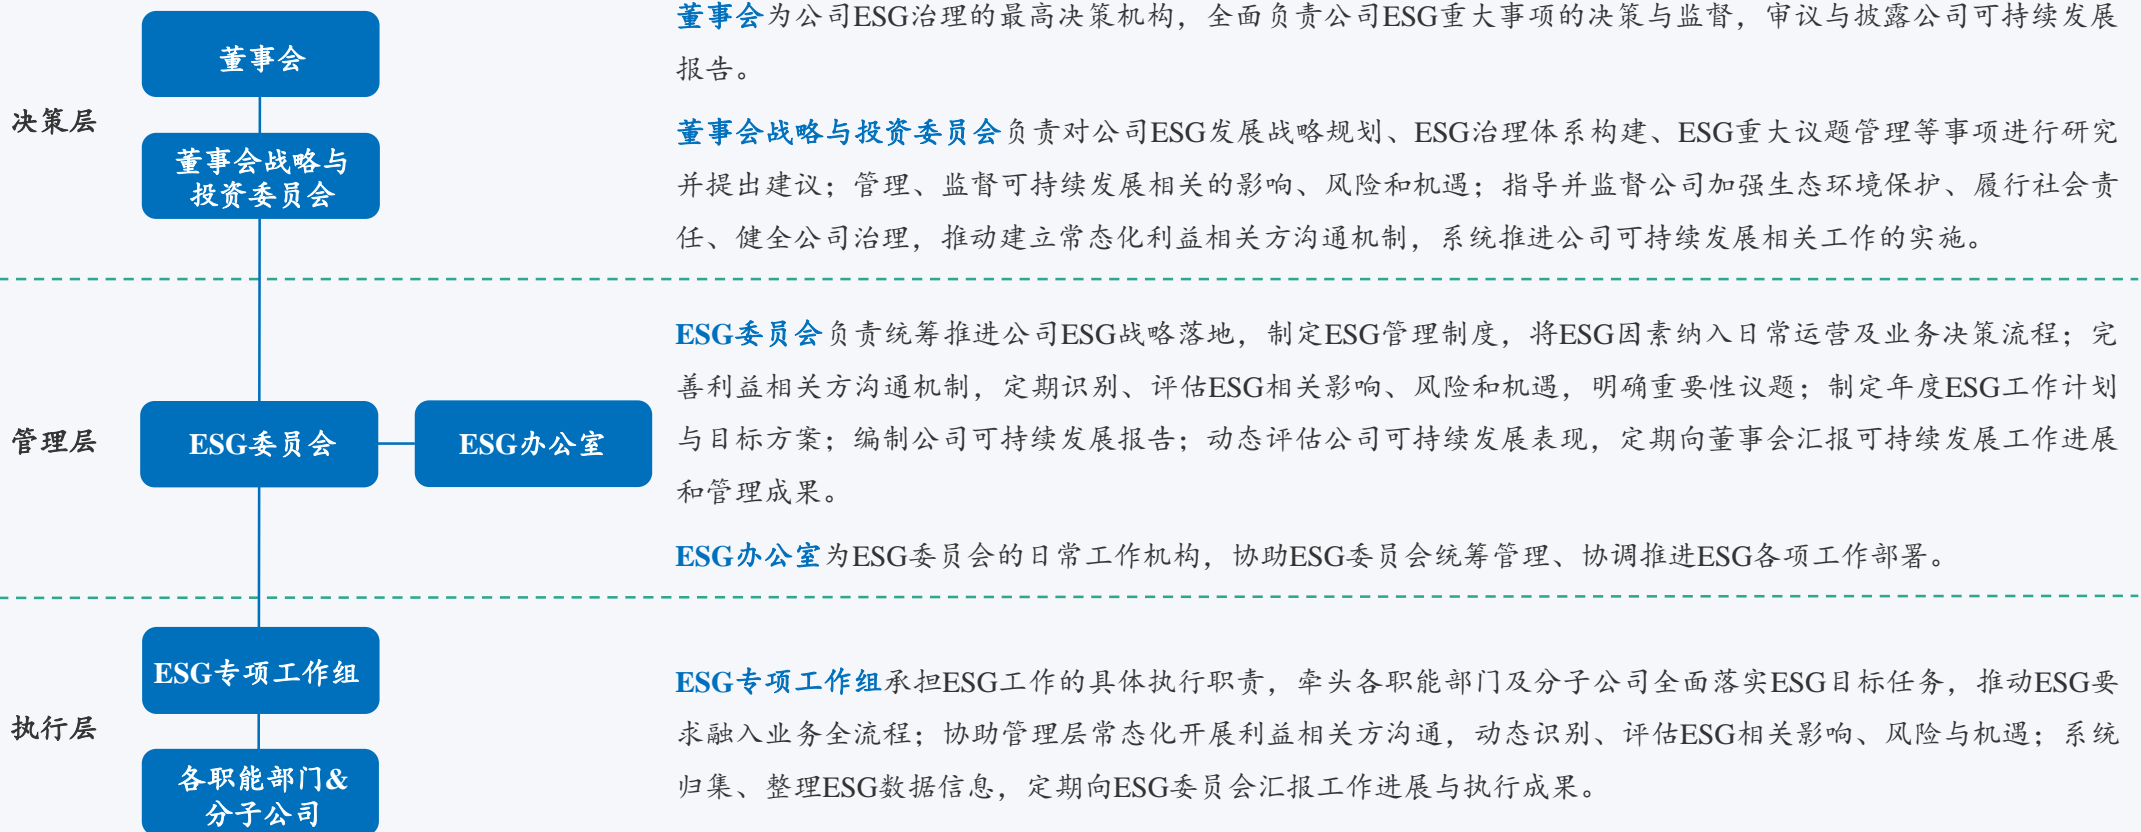 决策层
董事会
董事会战略与
投资委员会
董事会为公司ESG治理的最高决策机构，全面负责公司ESG重大事项的决策与监督，审议与披露公司可持续发展
报告。
董事会战略与投资委员会负责对公司ESG发展战略规划、ESG治理体系构建、ESG重大议题管理等事项进行研究
并提出建议；管理、监督可持续发展相关的影响、风险和机遇；指导并监督公司加强生态环境保护、履行社会责
任、健全公司治理，推动建立常态化利益相关方沟通机制，系统推进公司可持续发展相关工作的实施。
管理层
ESG委员会
ESG办公室
ESG委员会负责统筹推进公司ESG战略落地，制定ESG管理制度，将ESG因素纳入日常运营及业务决策流程；完
善利益相关方沟通机制，定期识别、评估ESG相关影响、风险和机遇，明确重要性议题；制定年度ESG工作计划
与目标方案；编制公司可持续发展报告；动态评估公司可持续发展表现，定期向董事会汇报可持续发展工作进展
和管理成果。
ESG办公室为ESG委员会的日常工作机构，协助ESG委员会统筹管理、协调推进ESG各项工作部署。
执行层
ESG专项工作组
各职能部门&
分子公司
ESG专项工作组承担ESG工作的具体执行职责，牵头各职能部门及分子公司全面落实ESG目标任务，推动ESG要
求融入业务全流程；协助管理层常态化开展利益相关方沟通，动态识别、评估ESG相关影响、风险与机遇；系统
归集、整理ESG数据信息，定期向ESG委员会汇报工作进展与执行成果。